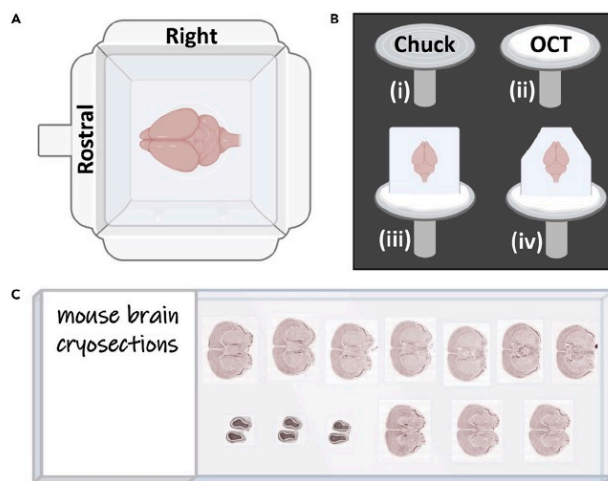 A
Right
Rostral
B
Chuck
OCT
(i)
(ii)
(iii)
(iv)
C
mouse brain
cryosections